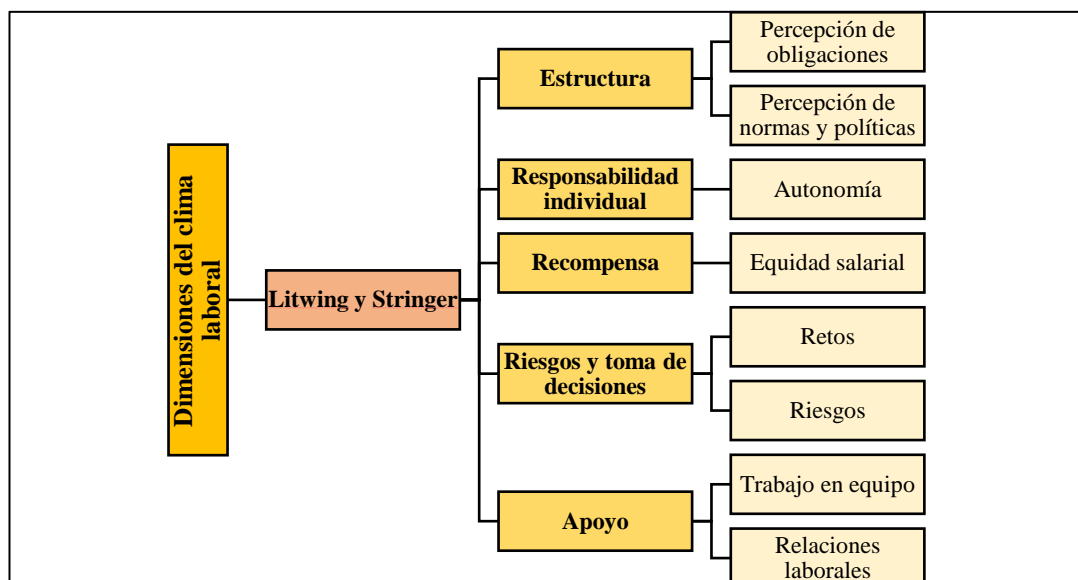 Dimensiones del clima
laboral
Litwing y Stringer
Estructura
Percepción de
obligaciones
Percepción de
normas y políticas
Responsabilidad
individual
Autonomía
Recompensa
Equidad salarial
Riesgos y toma de
decisiones
Retos
Riesgos
Apoyo
Trabajo en equipo
Relaciones
laborales